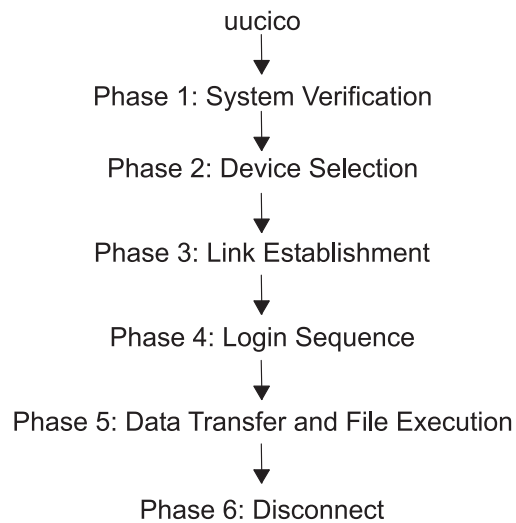 uucico
Phase 1: System Verification
Phase 2: Device Selection
Phase 3: Link Establishment
Phase 4: Login Sequence
Phase 5: Data Transfer and File Execution
Phase 6: Disconnect